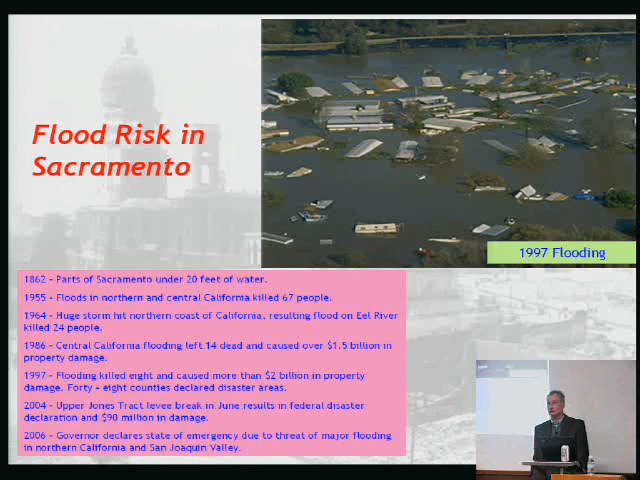 Flood Risk in
Sacramento
1997 Flooding
1862 – Parts of Sacramento under 20 feet of water.
1955 – Floods in northern and central California killed 67 people.
1964 – Huge storm hit northern coast of California, resulting flood on Eel River
killed 24 people.
1986 – Central California flooding left 14 dead and caused over $1.5 billion in
property damage.
1997 – Flooding killed eight and caused more than $2 billion in property
damage. Forty – eight counties declared disaster areas.
2004 – Upper Jones Tract levee break in June results in federal disaster
declaration and $90 million in damage.
2006 – Governor declares state of emergency due to threat of major flooding
in northern California and San Joaquin Valley.